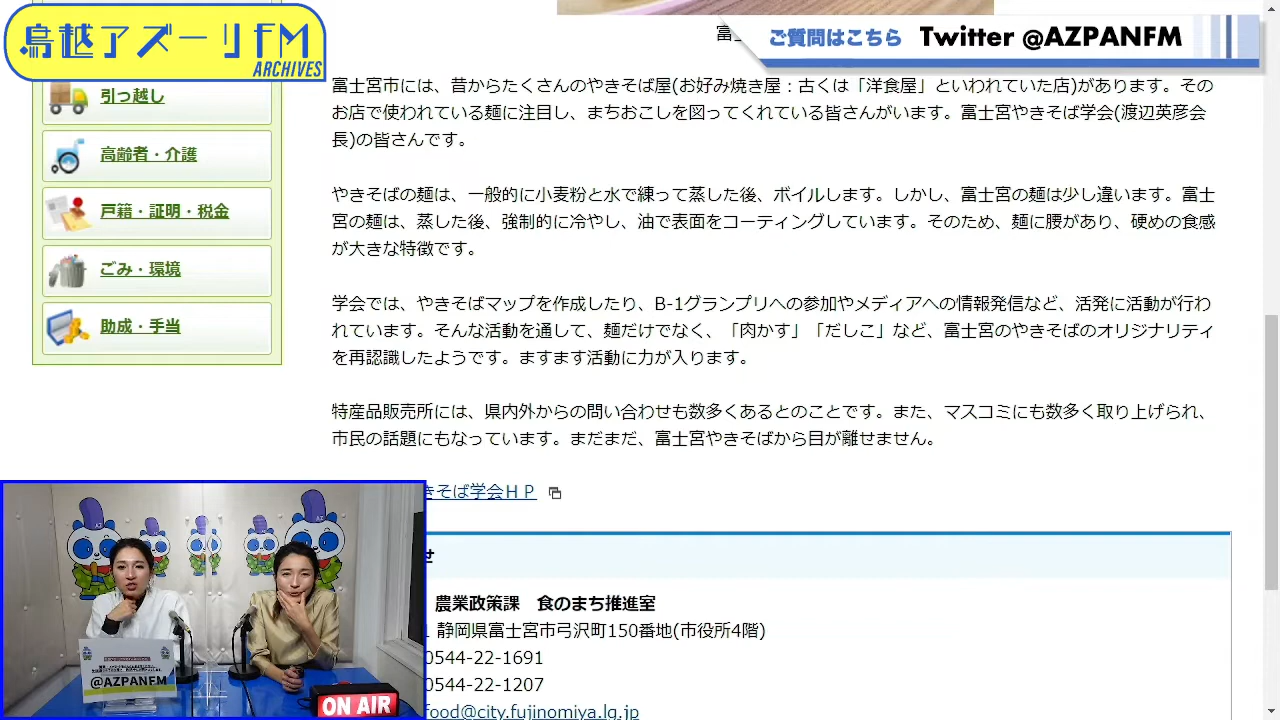 鳥越アズーリFM
ARCHIVES
ご質問はこちら Twitter @AZPANFM
富士宮市には、昔からたくさんのやきそば屋(お好み焼き屋：古くは「洋食屋」といわれていた店)があります。その
お店で使われている麺に注目し、まちおこしを図ってくれている皆さんがいます。富士宮やきそば学会(渡辺英彦会
長)の皆さんです。
やきそばの麺は、一般的に小麦粉と水で練って蒸した後、ボイルします。しかし、富士宮の麺は少し違います。富士
宮の麺は、蒸した後、強制的に冷やし、油で表面をコーティングしています。そのため、麺に腰があり、硬めの食感
が大きな特徴です。
学会では、やきそばマップを作成したり、B-1グランプリへの参加やメディアへの情報発信など、活発に活動が行わ
れています。そんな活動を通して、麺だけでなく、「肉かす」「だしこ」など、富士宮のやきそばのオリジナリティ
を再認識したようです。ますます活動に力が入ります。
特産品販売所には、県内外からの問い合わせも数多くあるとのことです。また、マスコミにも数多く取り上げられ、
市民の話題にもなっています。まだまだ、富士宮やきそばから目が離せません。
きそば学会ＨＰ
せ
農業政策課　食のまち推進室
静岡県富士宮市弓沢町150番地(市役所4階)
0544-22-1691
0544-22-1207
food@city.fujinomiya.lg.jp
引っ越し
高齢者・介護
戸籍・証明・税金
ごみ・環境
助成・手当
@AZPANFM
ON AIR